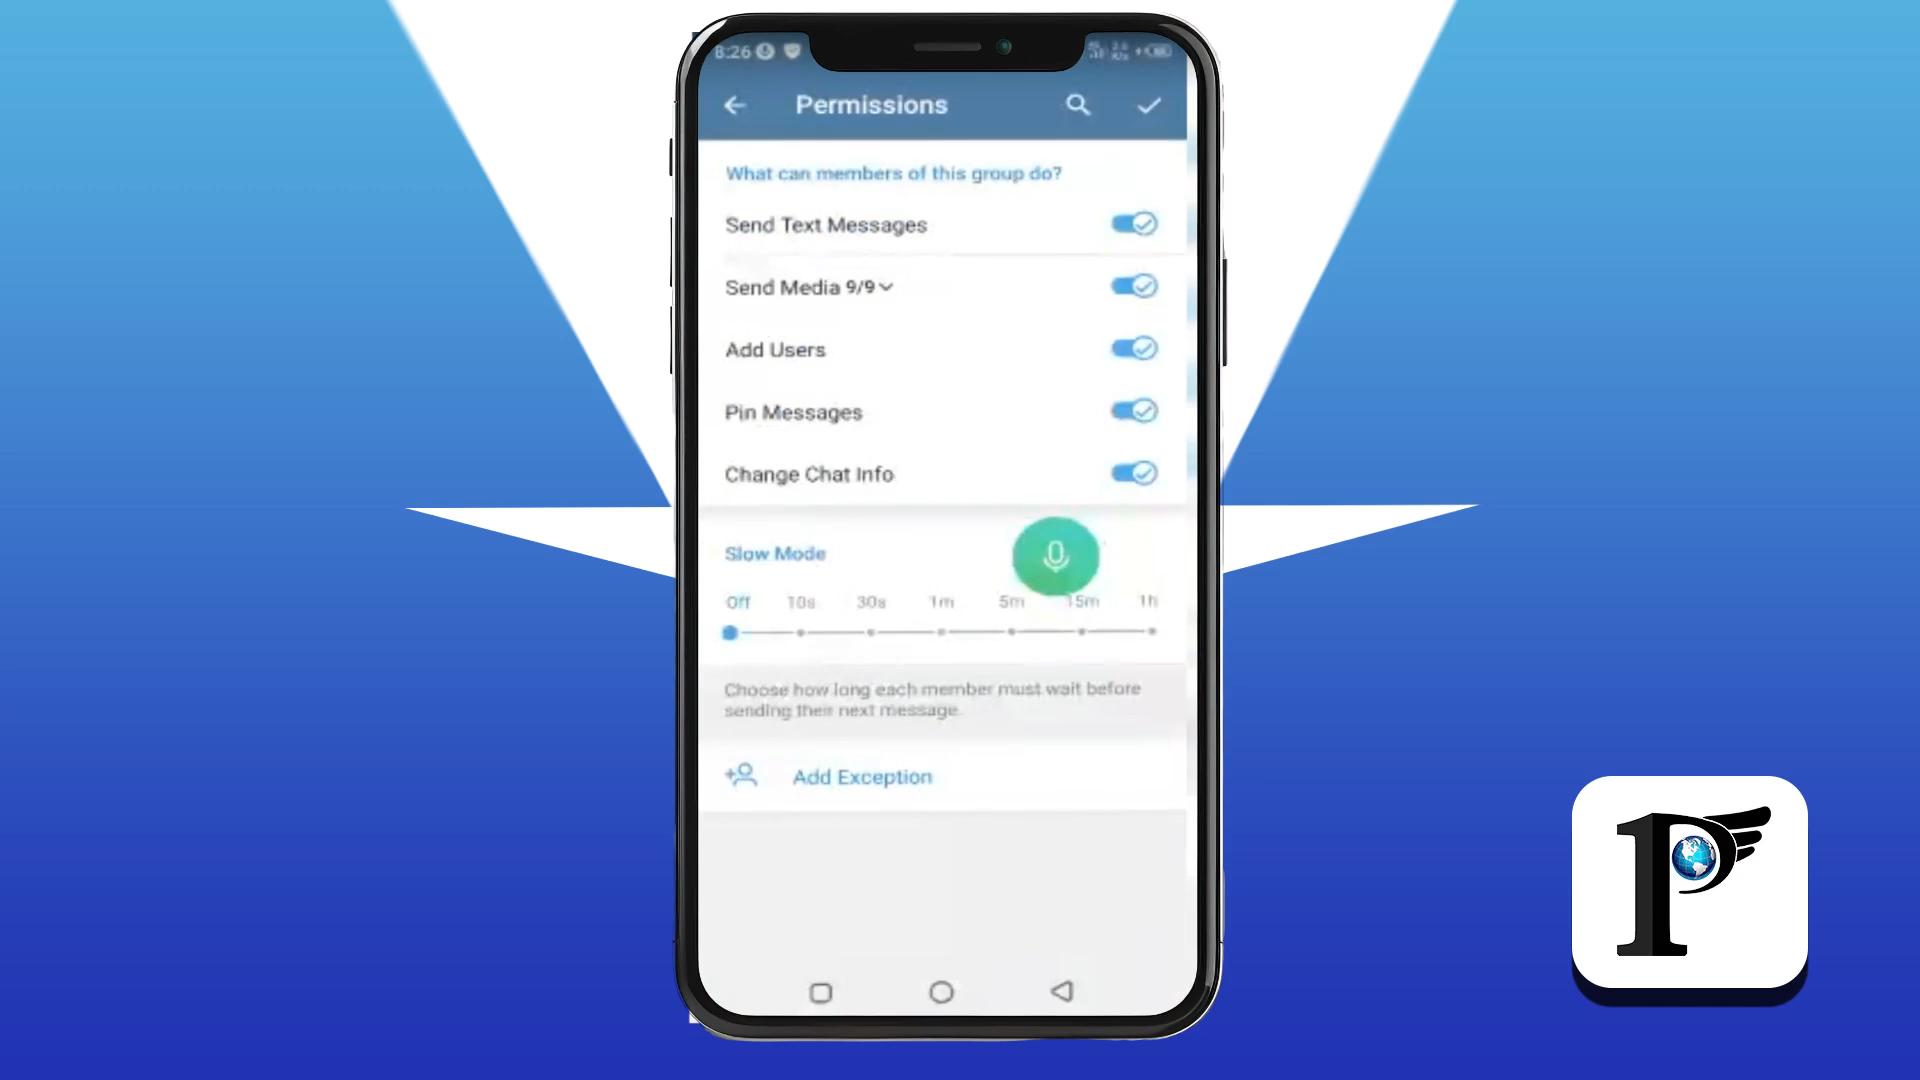 8:26
Permissions
What can members of this group do?
Send Text Messages
Send Media 9/9
Add Users
Pin Messages
Change Chat Info
Slow Mode
Off 10s 30s 1m 5m 15m 1h
Choose how long each member must wait before
sending their next message.
Add Exception
P